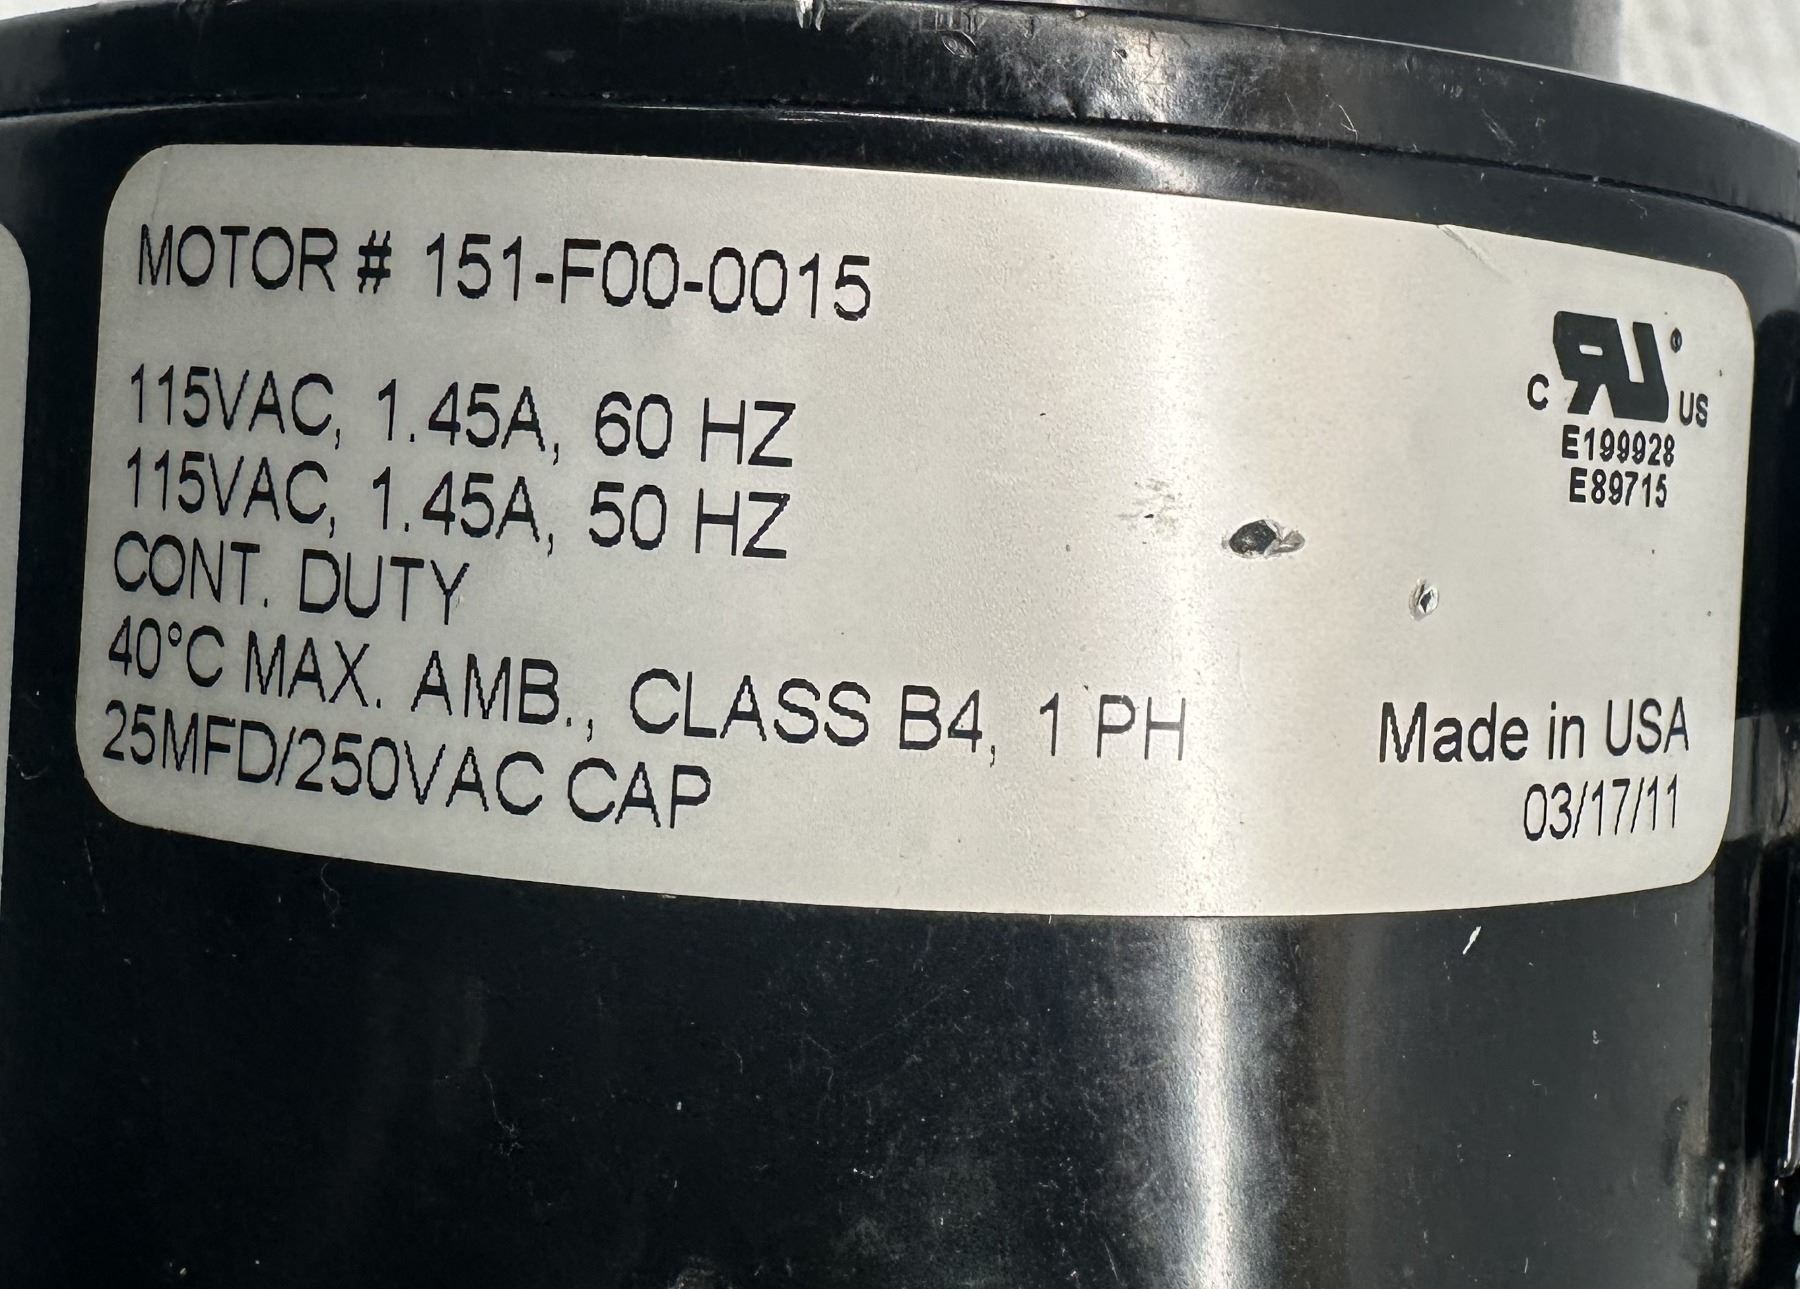 MOTOR # 151-F00-0015
115VAC, 1.45A, 60 HZ
115VAC, 1.45A, 50 HZ
CONT. DUTY
40°C MAX. AMB., CLASS B4, 1 PH
25MFD/250VAC CAP
C RU® US
E199928
E89715
Made in USA
03/17/11